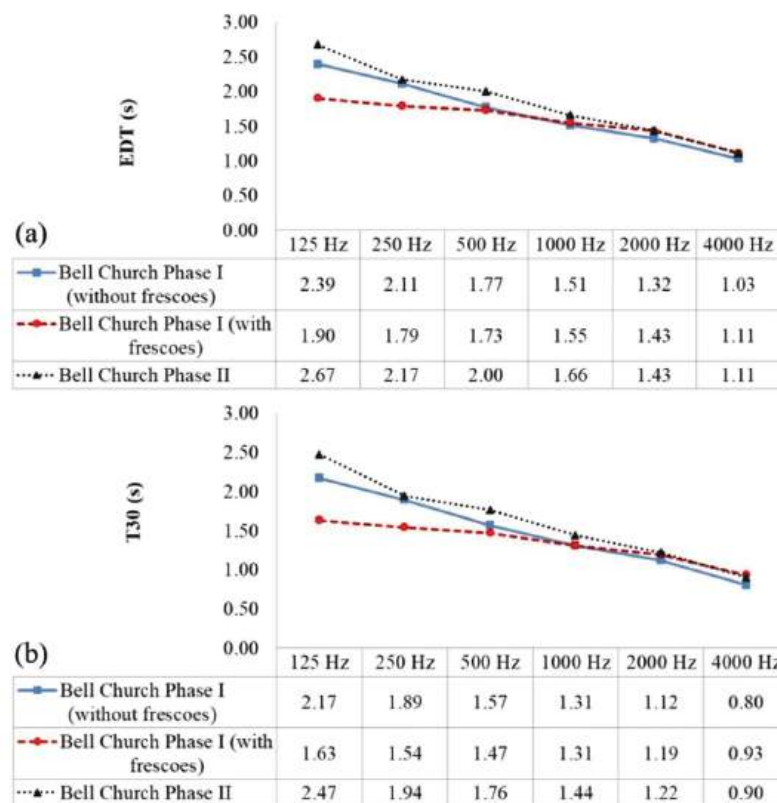 3.00
2.50
2.00
1.50
1.00
0.50
0.00
EDT (s)
(a)
125 Hz 250 Hz 500 Hz 1000 Hz 2000 Hz 4000 Hz
Bell Church Phase I
(without frescoes) 2.39 2.11 1.77 1.51 1.32 1.03
Bell Church Phase I (with
frescoes) 1.90 1.79 1.73 1.55 1.43 1.11
Bell Church Phase II 2.67 2.17 2.00 1.66 1.43 1.11
3.00
2.50
2.00
1.50
1.00
0.50
0.00
T30 (s)
(b)
125 Hz 250 Hz 500 Hz 1000 Hz 2000 Hz 4000 Hz
Bell Church Phase I
(without frescoes) 2.17 1.89 1.57 1.31 1.12 0.80
Bell Church Phase I (with
frescoes) 1.63 1.54 1.47 1.31 1.19 0.93
Bell Church Phase II 2.47 1.94 1.76 1.44 1.22 0.90